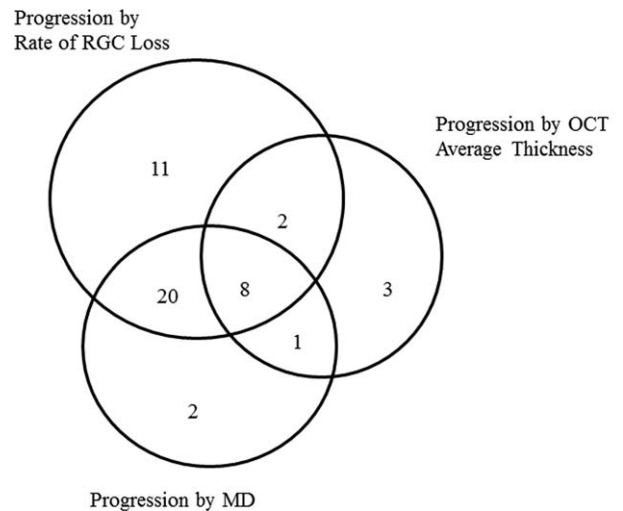 Progression by
Rate of RGC Loss
Progression by OCT
Average Thickness
11
2
20
8
3
1
2
Progression by MD